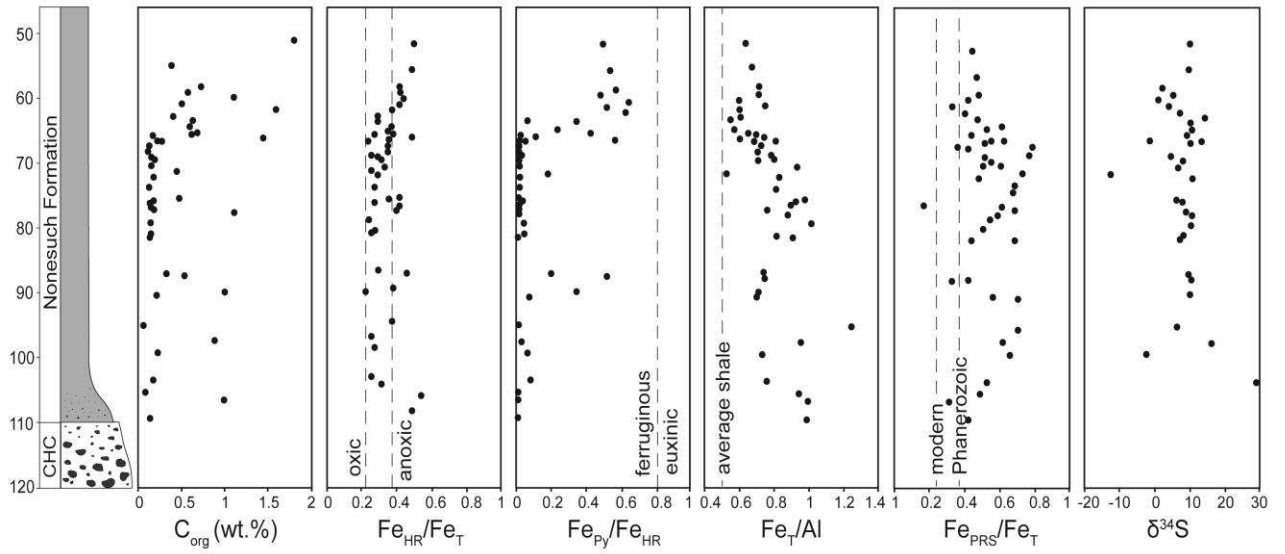 50
60
70
80
90
100
110
120
Nonesuch Formation
CHC
0 0.5 1 1.5 2
C_org (wt.%)
oxic
anoxic
0 0.2 0.4 0.6 0.8 1
Fe_HR/Fe_T
ferruginous
euxinic
0 0.2 0.4 0.6 0.8 1
Fe_Py/Fe_HR
average shale
0.4 0.6 0.8 1 1.2 1.4
Fe_T/Al
modern
Phanerozoic
0 0.2 0.4 0.6 0.8 1
Fe_PRS/Fe_T
-20 -10 0 10 20 30
δ³⁴S